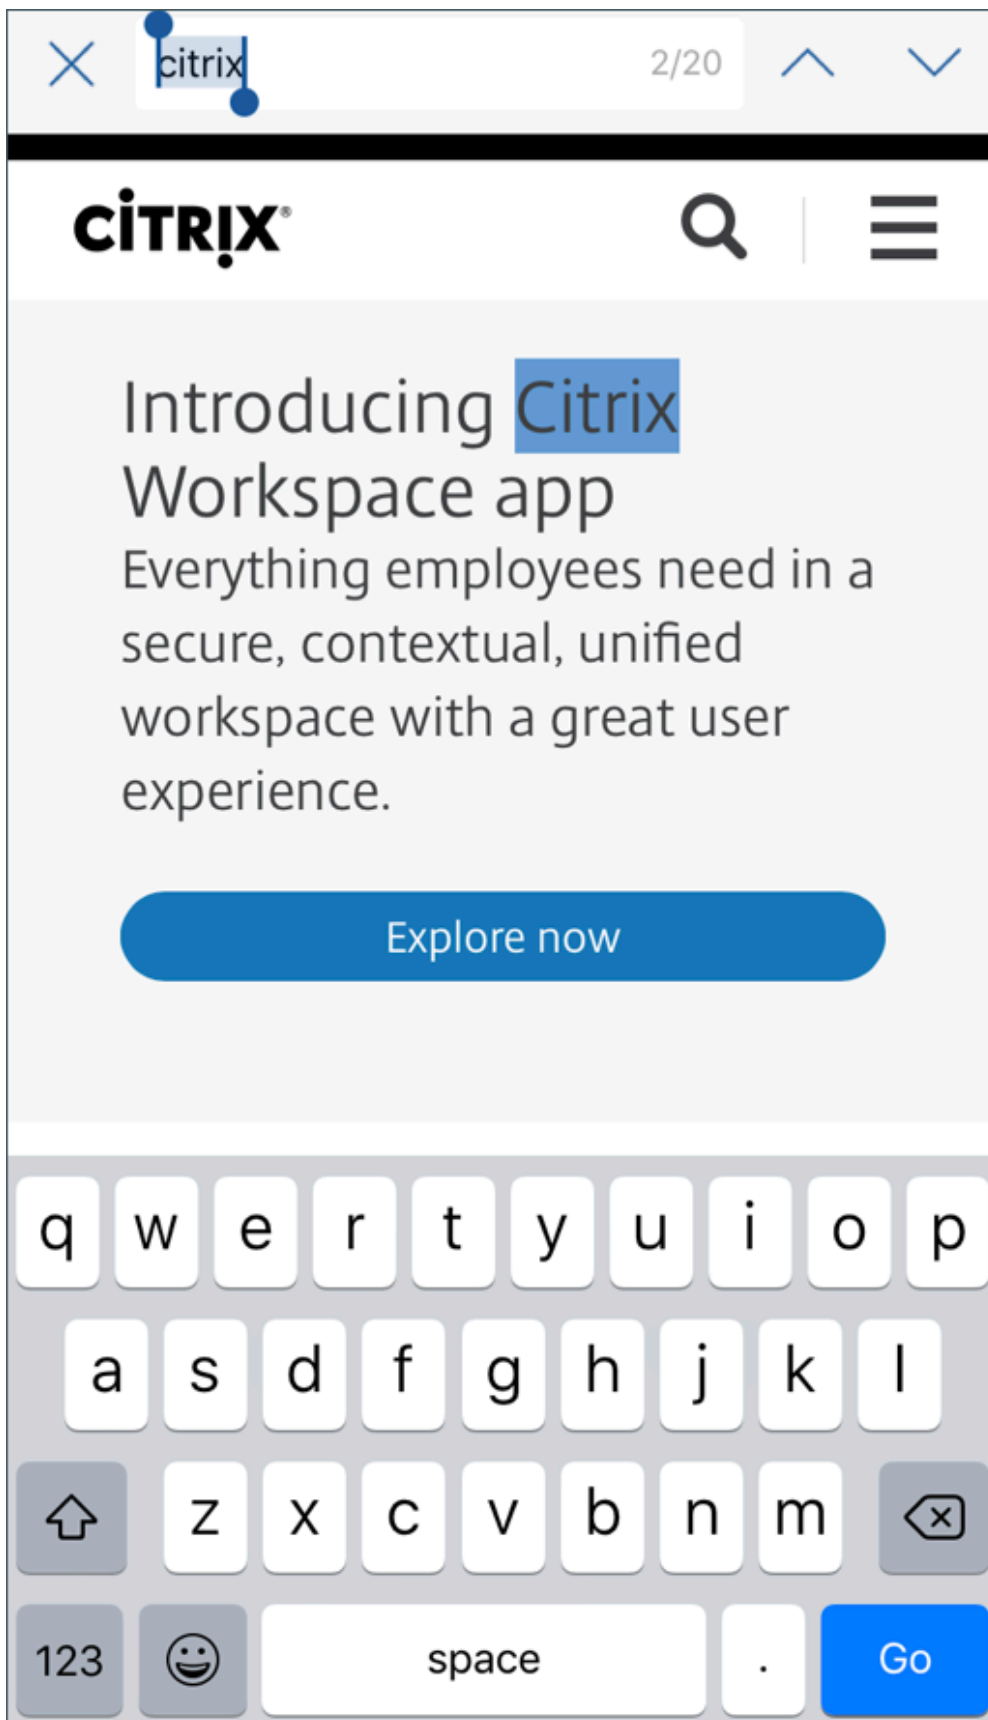 citrix 2/20
CITRIX®
Introducing Citrix
Workspace app
Everything employees need in a
secure, contextual, unified
workspace with a great user
experience.
Explore now
q w e r t y u i o p
a s d f g h j k l
z x c v b n m
123 space . Go